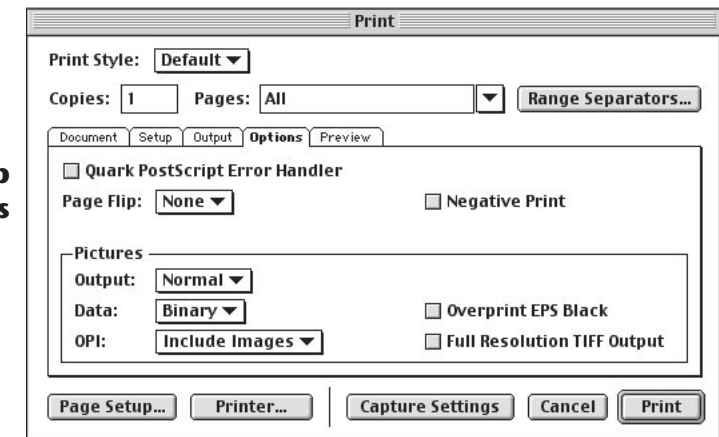 Print
Print Style: Default
Copies: 1 Pages: All Range Separators...
Document Setup Output Options Preview
Quark PostScript Error Handler
Page Flip: None Negative Print
Pictures
Output: Normal
Data: Binary Overprint EPS Black
OPI: Include Images Full Resolution TIFF Output
Page Setup... Printer... Capture Settings Cancel Print